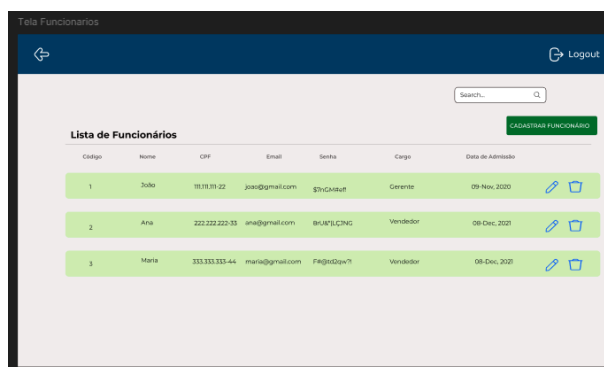 Tela Funcionarios
Logout
Search...
CADASTRAR FUNCIONÁRIO
Lista de Funcionários
Código Nome CPF Email Senha Cargo Data de Admissão
1 João 111.111.111-22 joao@gmail.com Gerente 09-Nov, 2020
2 Ana 222.222.222-33 ana@gmail.com Vendedor 08-Dec, 2021
3 Maria 333.333.333-44 maria@gmail.com F#@td2qw?! Vendedor 08-Dec, 2021